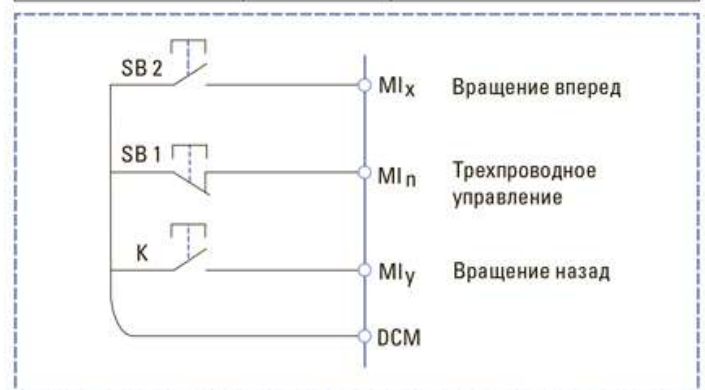 SB 2
MIx
Вращение вперед
SB 1
MIn
Трехпроводное
управление
K
MIy
Вращение назад
DCM